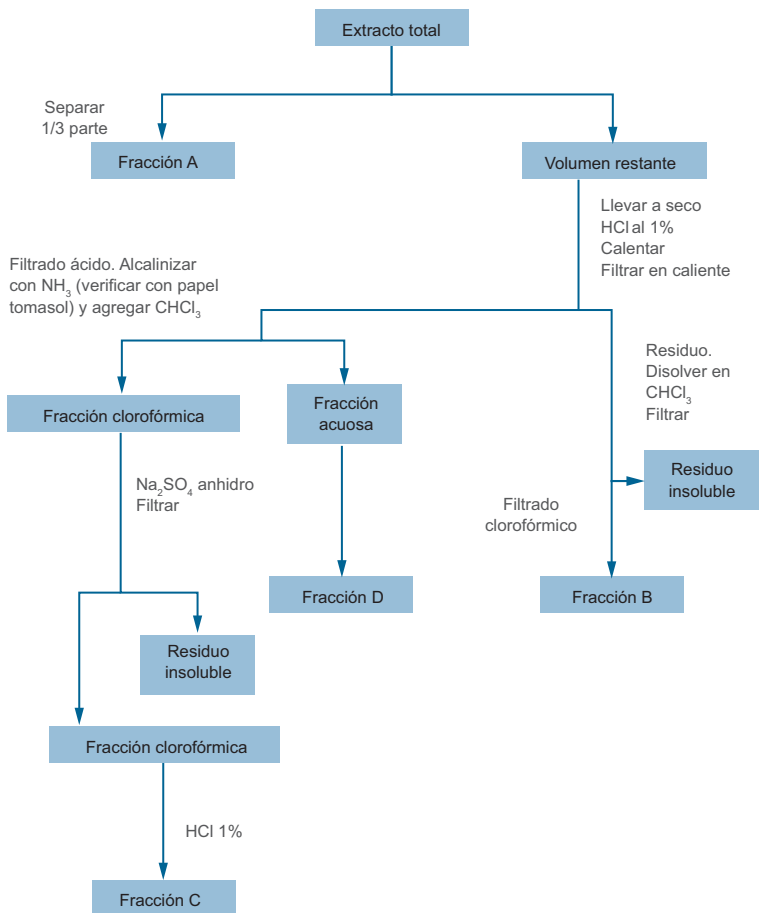 Extracto total
Separar
1/3 parte
Fracción A
Volumen restante
Llevar a seco
HCl al 1%
Calentar
Filtrar en caliente
Filtrado ácido. Alcalinizar
con NH₃ (verificar con papel
tomasol) y agregar CHCl₃
Residuo.
Disolver en
CHCl₃
Filtrar
Fracción clorofórmica
Fracción
acuosa
Residuo
insoluble
Na₂SO₄ anhidro
Filtrar
Filtrado
clorofórmico
Fracción D
Fracción B
Residuo
insoluble
Fracción clorofórmica
HCl 1%
Fracción C